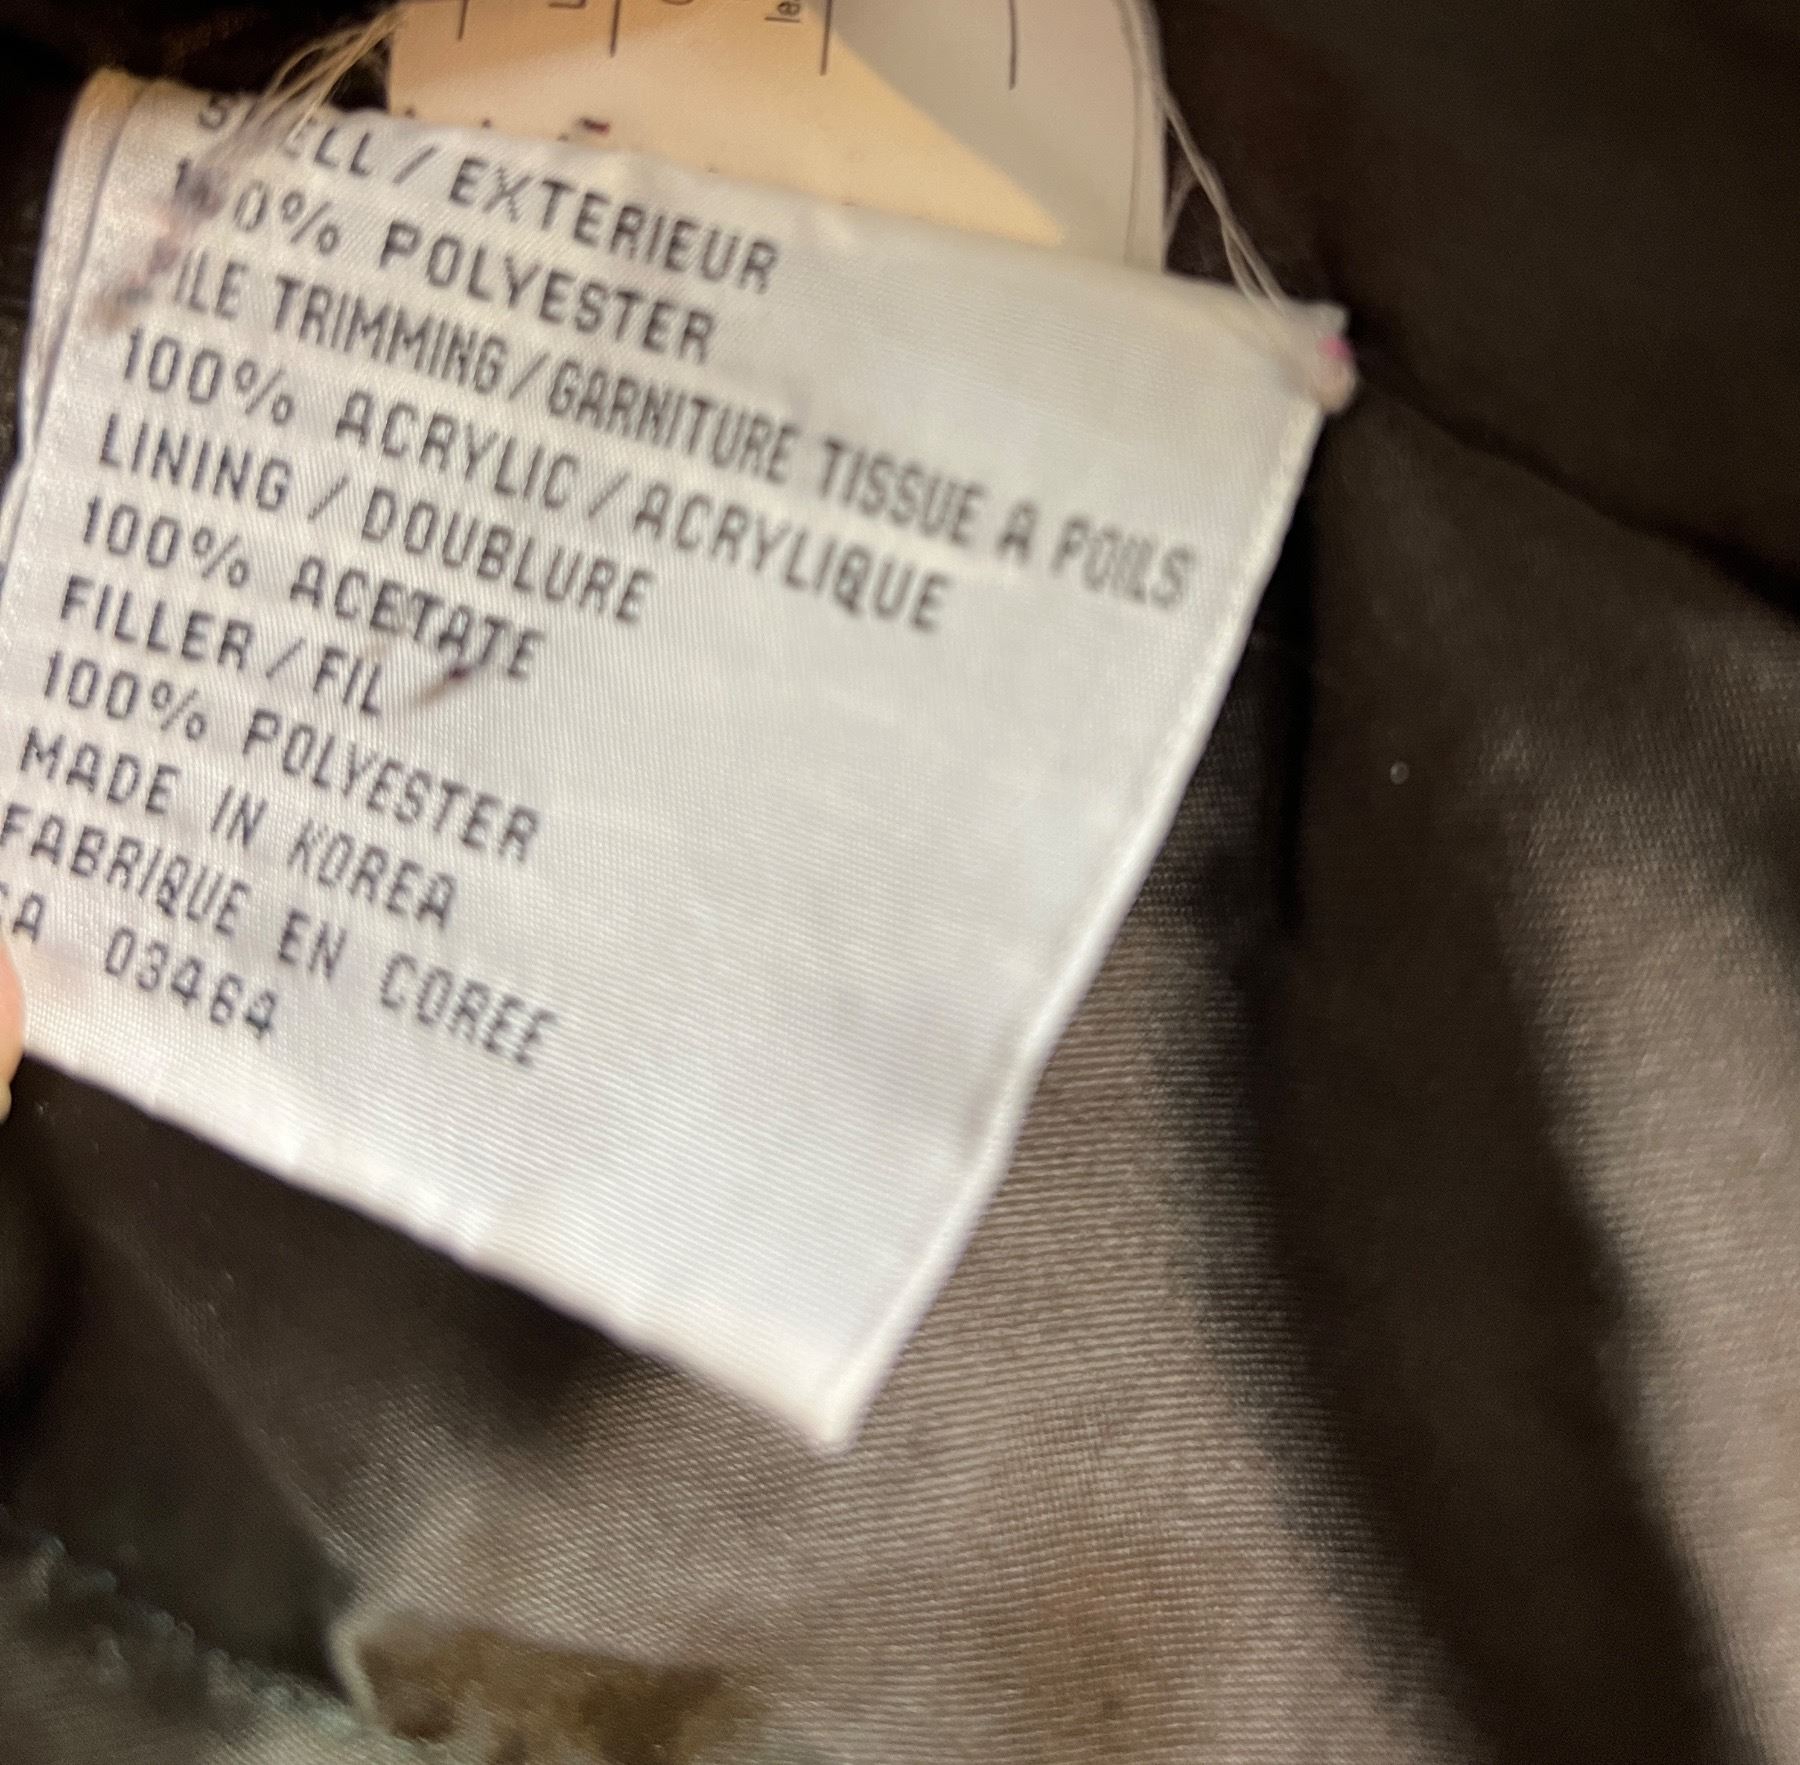 SHELL / EXTERIEUR
100% POLYESTER
PILE TRIMMING / GARNITURE TISSUE A POILS
100% ACRYLIC / ACRYLIQUE
LINING / DOUBLURE
100% ACETATE
FILLER / FIL
100% POLYESTER
MADE IN KOREA
FABRIQUE EN COREE
CA 03464